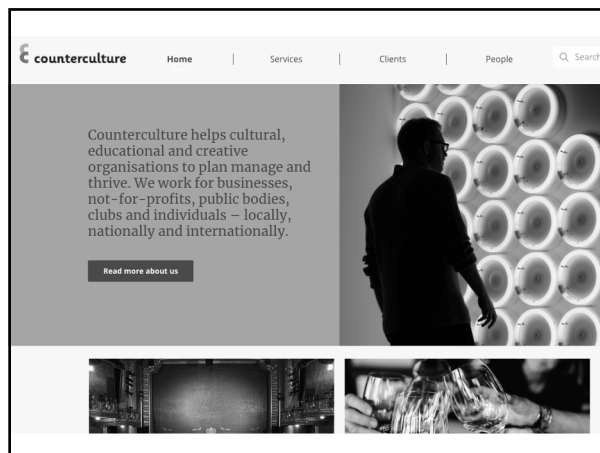 counterculture
Home
Services
Clients
People
Search
Counterculture helps cultural,
educational and creative
organisations to plan manage and
thrive. We work for businesses,
not-for-profits, public bodies,
clubs and individuals – locally,
nationally and internationally.
Read more about us